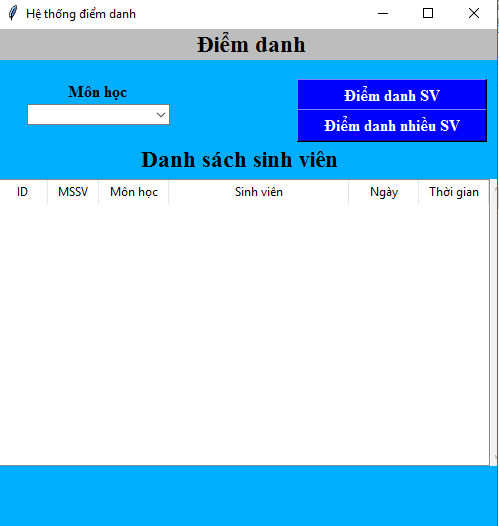 Hệ thống điểm danh
Điểm danh
Môn học
Điểm danh SV
Điểm danh nhiều SV
Danh sách sinh viên
ID MSSV Môn học Sinh viên Ngày Thời gian